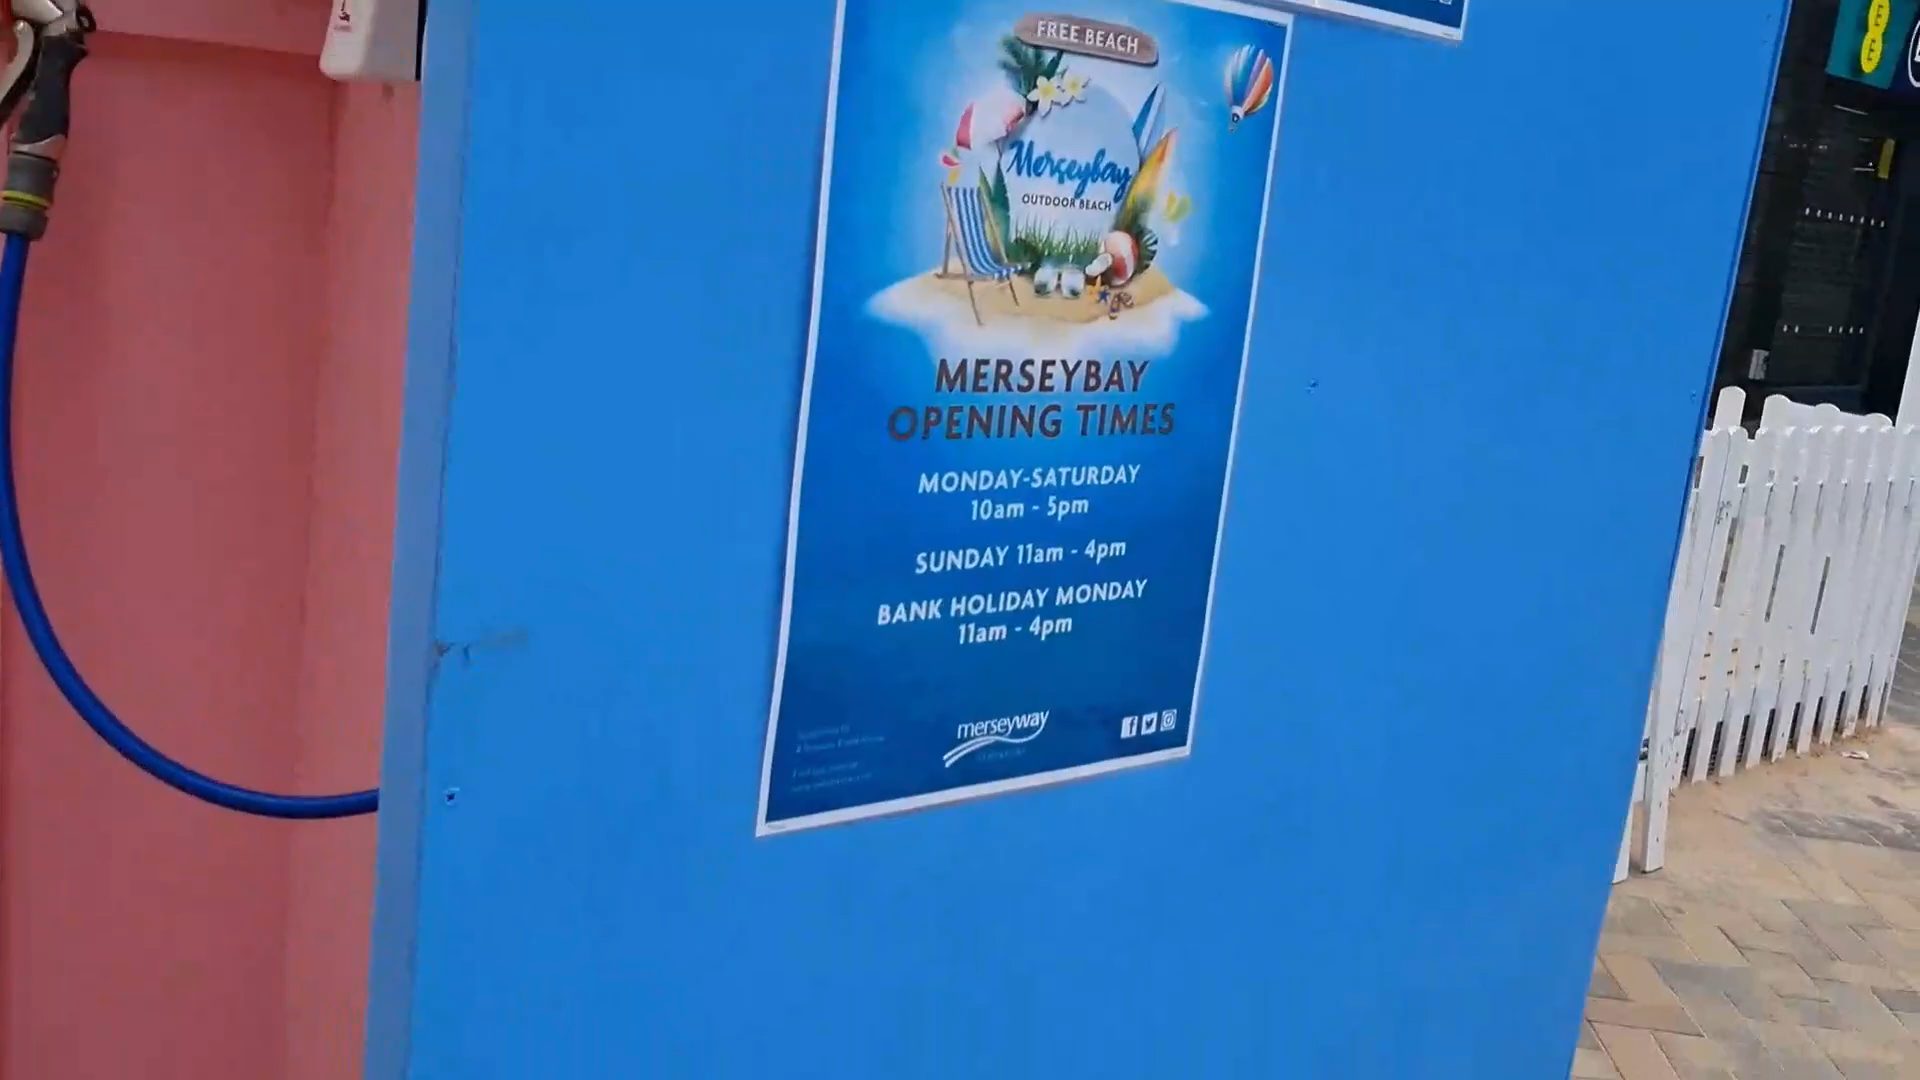 FREE BEACH
Merseybay
OUTDOOR BEACH
MERSEYBAY
OPENING TIMES
MONDAY-SATURDAY
10am - 5pm
SUNDAY 11am - 4pm
BANK HOLIDAY MONDAY
11am - 4pm
merseyway
EE